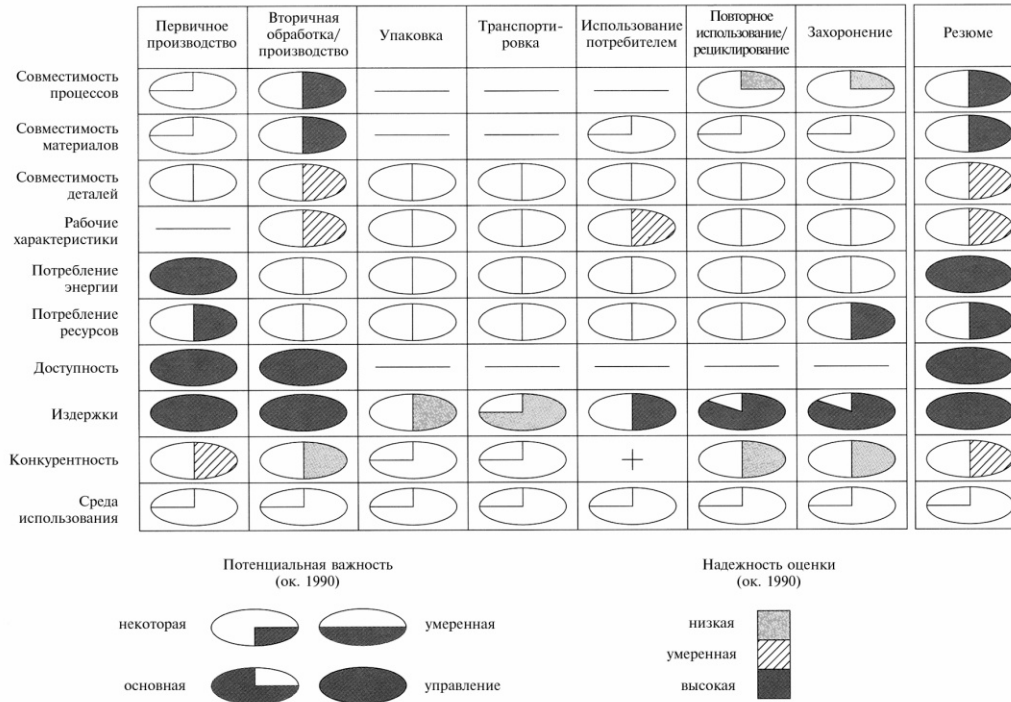 Первичное
производство
Вторичная
обработка/
производство
Упаковка
Транспорти-
ровка
Использование
потребителем
Повторное
использование/
рециклирование
Захоронение
Резюме
Совместимость
процессов
Совместимость
материалов
Совместимость
деталей
Рабочие
характеристики
Потребление
энергии
Потребление
ресурсов
Доступность
Издержки
Конкурентность
Среда
использования
Потенциальная важность
(ок. 1990)
некоторая
умеренная
основная
управление
Надежность оценки
(ок. 1990)
низкая
умеренная
высокая